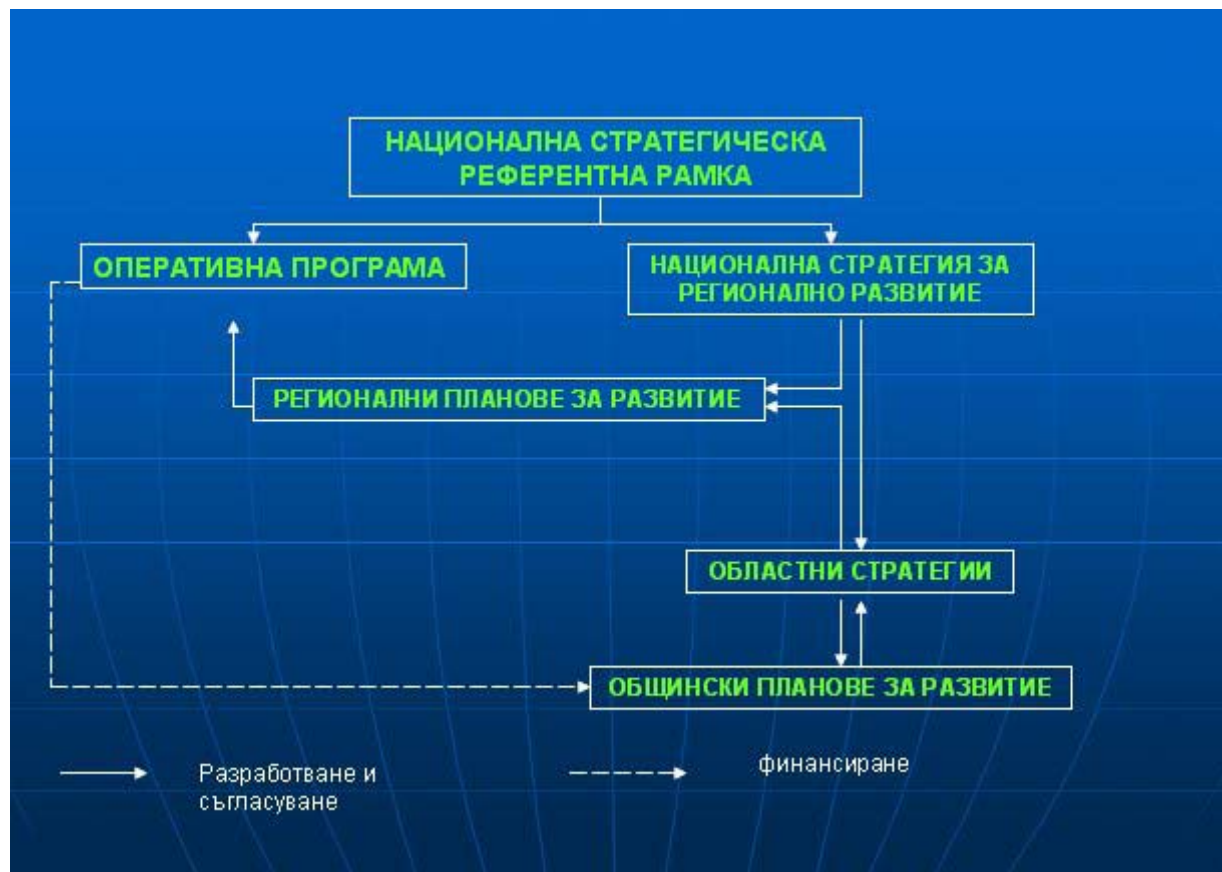 НАЦИОНАЛНА СТРАТЕГИЧЕСКА
РЕФЕРЕНТНА РАМКА
ОПЕРАТИВНА ПРОГРАМА
НАЦИОНАЛНА СТРАТЕГИЯ ЗА
РЕГИОНАЛНО РАЗВИТИЕ
РЕГИОНАЛНИ ПЛАНОВЕ ЗА РАЗВИТИЕ
ОБЛАСТНИ СТРАТЕГИИ
ОБЩИНСКИ ПЛАНОВЕ ЗА РАЗВИТИЕ
Разработване и
съгласуване
финансиране